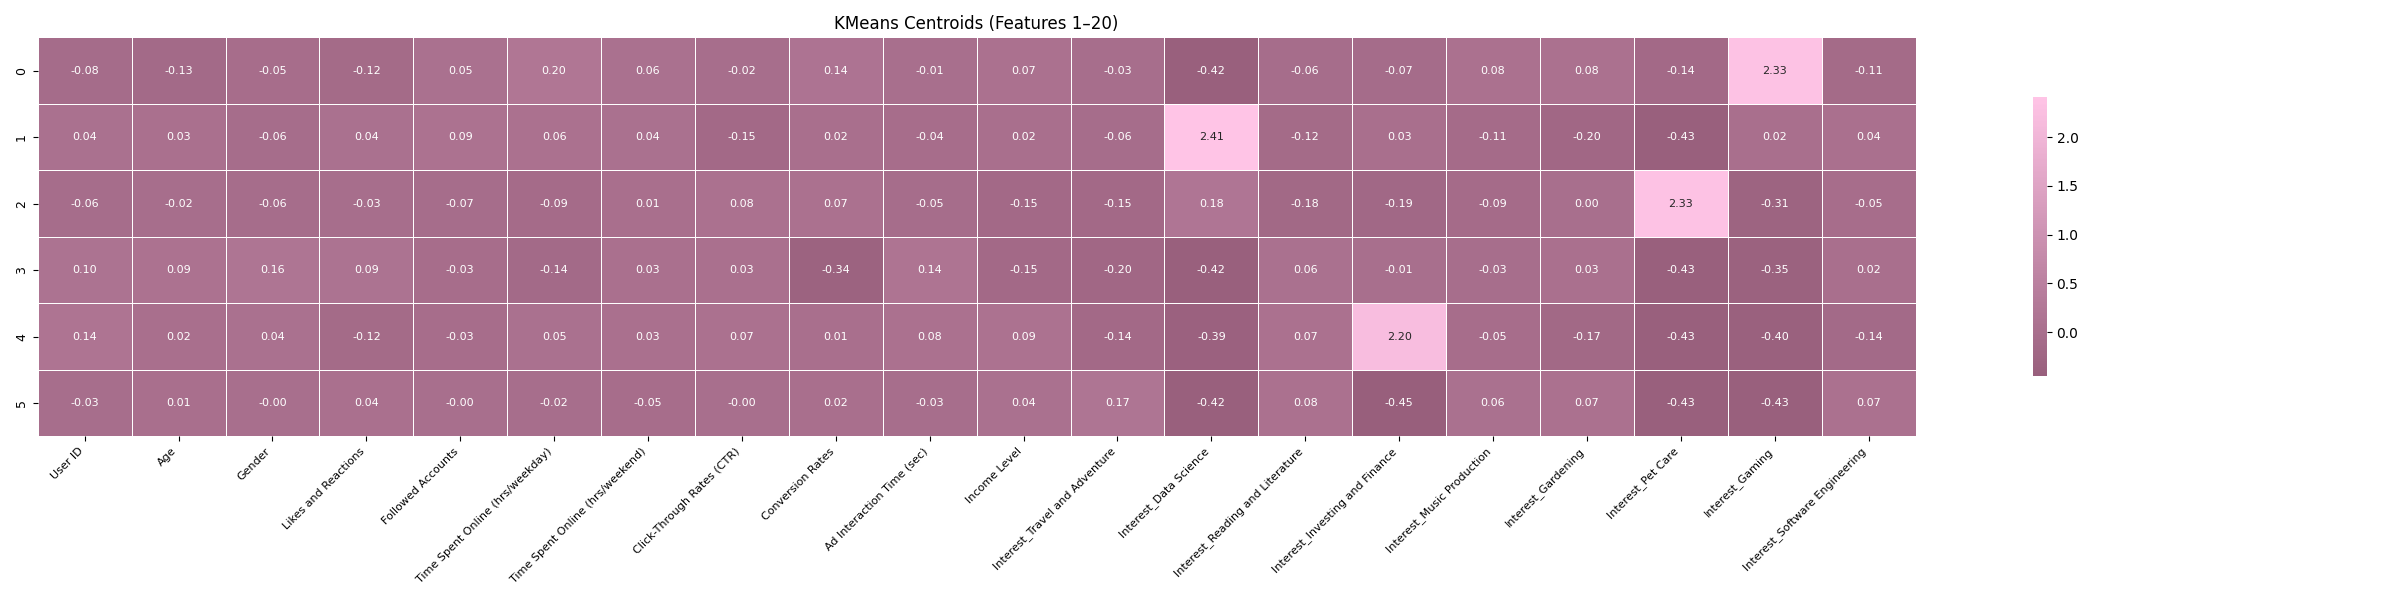 KMeans Centroids (Features 1–20)
0 -0.08 -0.13 -0.05 -0.12 0.05 0.20 0.06 -0.02 0.14 -0.01 0.07 -0.03 -0.42 -0.06 -0.07 0.08 0.08 -0.14 2.33 -0.11
1 0.04 0.03 -0.06 0.04 0.09 0.06 0.04 -0.15 0.02 -0.04 0.02 -0.06 2.41 -0.12 0.03 -0.11 -0.20 -0.43 0.02 0.04
2 -0.06 -0.02 -0.06 -0.03 -0.07 -0.09 0.01 0.08 0.07 -0.05 -0.15 -0.15 0.18 -0.18 -0.19 -0.09 0.00 2.33 -0.31 -0.05
3 0.10 0.09 0.16 0.09 -0.03 -0.14 0.03 0.03 -0.34 0.14 -0.15 -0.20 -0.42 0.06 -0.01 -0.03 0.03 -0.43 -0.35 0.02
4 0.14 0.02 0.04 -0.12 -0.03 0.05 0.03 0.07 0.01 0.08 0.09 -0.14 -0.39 0.07 2.20 -0.05 -0.17 -0.43 -0.40 -0.14
5 -0.03 0.01 -0.00 0.04 -0.00 -0.02 -0.05 -0.00 0.02 -0.03 0.04 0.17 -0.42 0.08 -0.45 0.06 0.07 -0.43 -0.43 0.07
User ID
Age
Gender
Likes and Reactions
Followed Accounts
Time Spent Online (hrs/weekday)
Time Spent Online (hrs/weekend)
Click-Through Rates (CTR)
Conversion Rates
Ad Interaction Time (sec)
Income Level
Interest_Travel and Adventure
Interest_Data Science
Interest_Reading and Literature
Interest_Investing and Finance
Interest_Music Production
Interest_Gardening
Interest_Pet Care
Interest_Gaming
Interest_Software Engineering
2.0
1.5
1.0
0.5
0.0